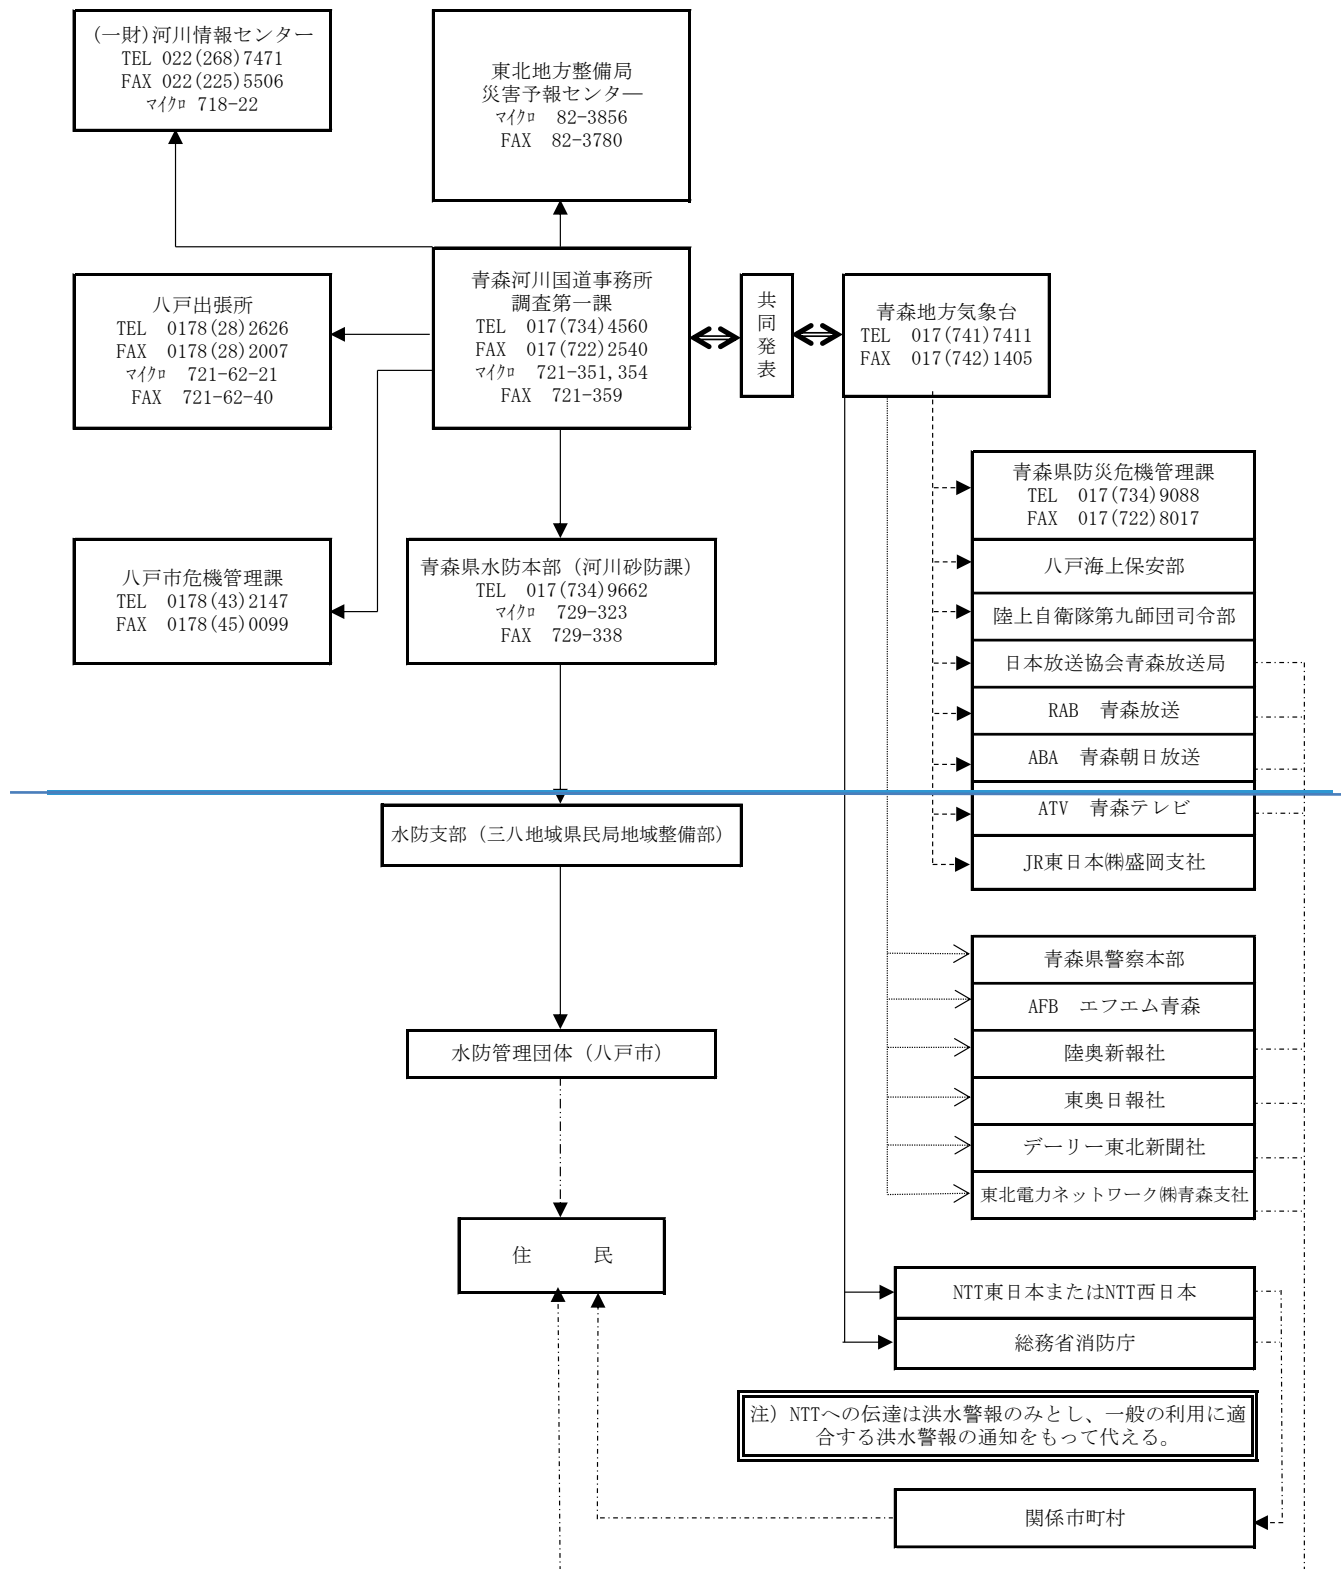 (一財)河川情報センター
TEL 022(268)7471
FAX 022(225)5506
ﾏｲｸﾛ 718-22
東北地方整備局
災害予報センター
ﾏｲｸﾛ 82-3856
FAX 82-3780
八戸出張所
TEL 0178(28)2626
FAX 0178(28)2007
ﾏｲｸﾛ 721-62-21
FAX 721-62-40
青森河川国道事務所
調査第一課
TEL 017(734)4560
FAX 017(722)2540
ﾏｲｸﾛ 721-351,354
FAX 721-359
共同発表
青森地方気象台
TEL 017(741)7411
FAX 017(742)1405
八戸市危機管理課
TEL 0178(43)2147
FAX 0178(45)0099
青森県水防本部（河川砂防課）
TEL 017(734)9662
ﾏｲｸﾛ 729-323
FAX 729-338
青森県防災危機管理課
TEL 017(734)9088
FAX 017(722)8017
八戸海上保安部
陸上自衛隊第九師団司令部
日本放送協会青森放送局
RAB 青森放送
ABA 青森朝日放送
ATV 青森テレビ
JR東日本㈱盛岡支社
水防支部（三八地域県民局地域整備部）
青森県警察本部
AFB エフエム青森
陸奥新報社
東奥日報社
デーリー東北新聞社
東北電力ネットワーク㈱青森支社
水防管理団体（八戸市）
住 民
NTT東日本またはNTT西日本
総務省消防庁
注）NTTへの伝達は洪水警報のみとし、一般の利用に適
合する洪水警報の通知をもって代える。
関係市町村